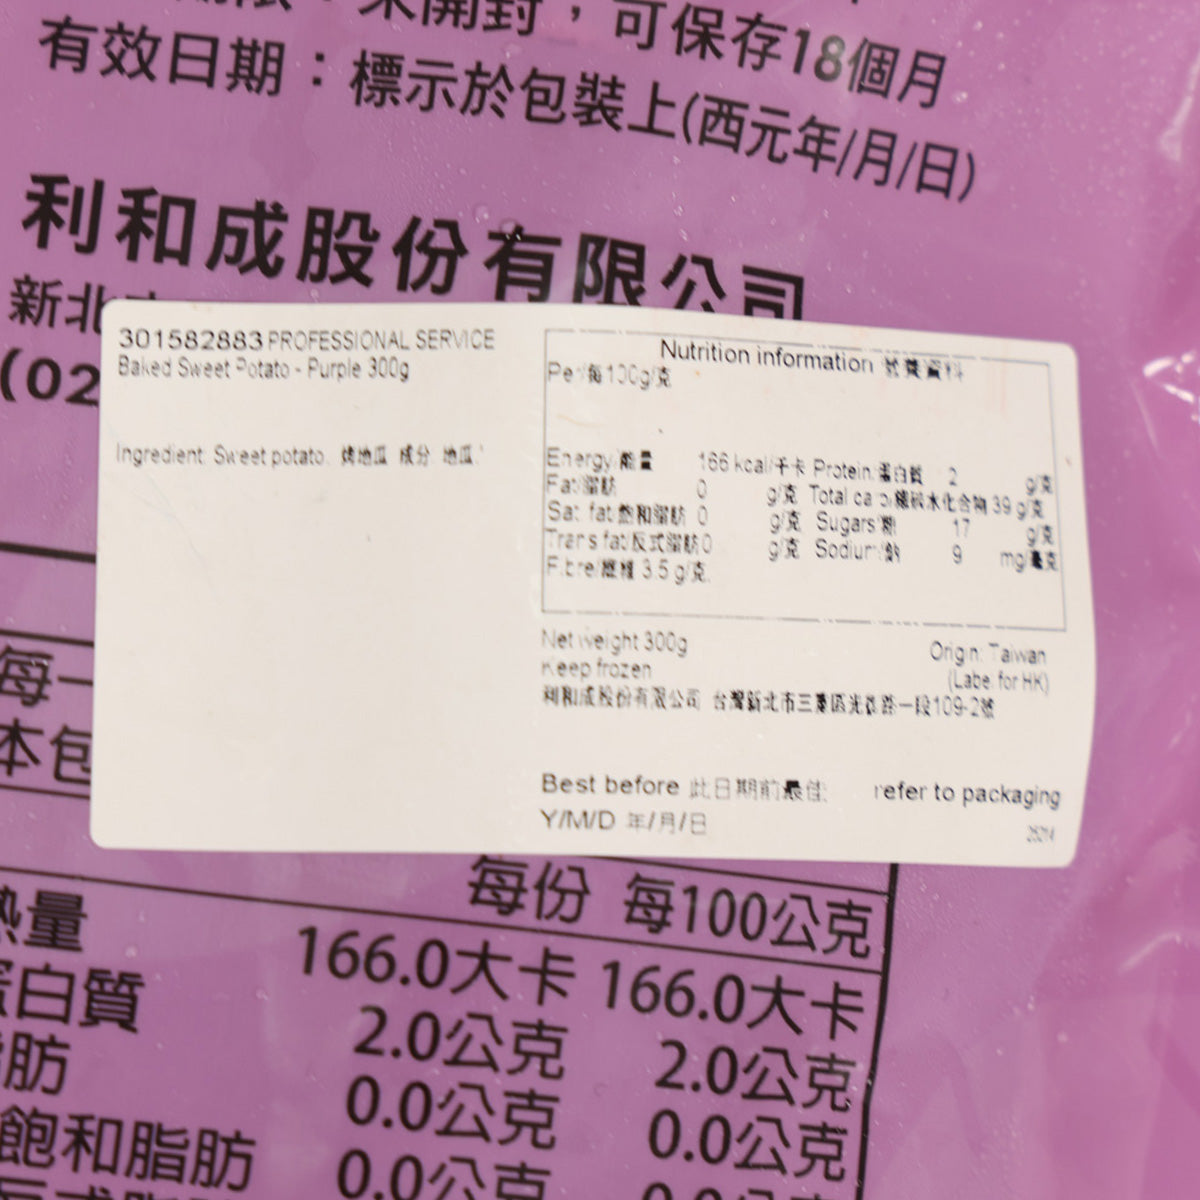 未開封，可保存18個月
有效日期：標示於包裝上(西元年/月/日)
利和成股份有限公司
新北
(02
301582883 PROFESSIONAL SERVICE
Baked Sweet Potato - Purple 300g
Ingredient: Sweet potato. 烤地瓜 成分: 地瓜.
Nutrition information 營養資料
Per/每100g/克
Energy/能量 166 kcal/千卡 Protein/蛋白質 2 g/克
Fat/脂肪 0 g/克 Total carb/總碳水化合物 39 g/克
Sat fat/飽和脂肪 0 g/克 Sugars/糖 17 g/克
Trans fat/反式脂肪 0 g/克 Sodium/鈉 9 mg/毫克
Fibre/纖維 3.5 g/克
Net weight 300g
Keep frozen
Origin: Taiwan
(Label for HK)
利和成股份有限公司 台灣新北市三重區光復路一段109-2號
Best before 此日期前最佳: refer to packaging
Y/M/D 年/月/日
每一
本包
每份 每100公克
熱量 166.0大卡 166.0大卡
蛋白質 2.0公克 2.0公克
脂肪 0.0公克 0.0公克
飽和脂肪 0.0公克